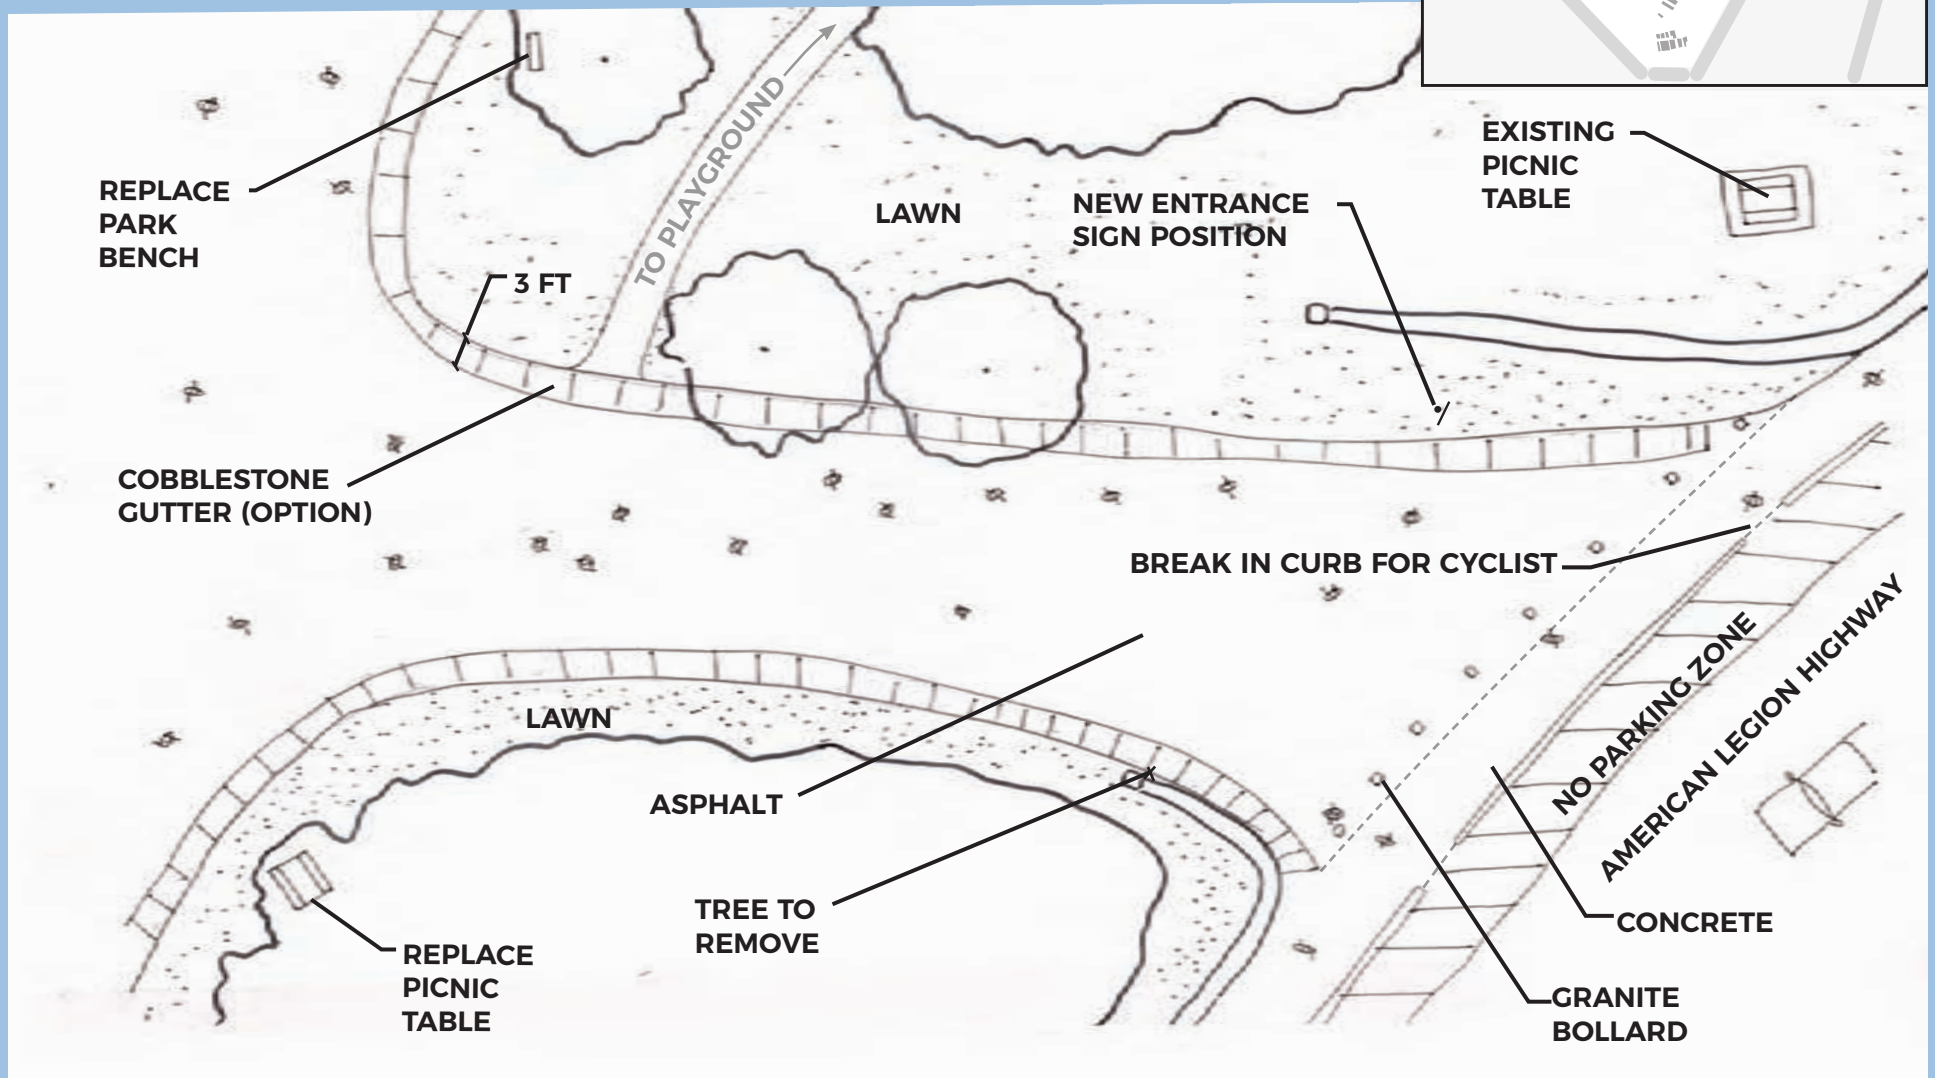 EXISTING
PICNIC
TABLE
REPLACE
PARK
BENCH
TO PLAYGROUND
LAWN
NEW ENTRANCE
SIGN POSITION
3 FT
COBBLESTONE
GUTTER (OPTION)
BREAK IN CURB FOR CYCLIST
NO PARKING ZONE
AMERICAN LEGION HIGHWAY
LAWN
ASPHALT
TREE TO
REMOVE
CONCRETE
REPLACE
PICNIC
TABLE
GRANITE
BOLLARD